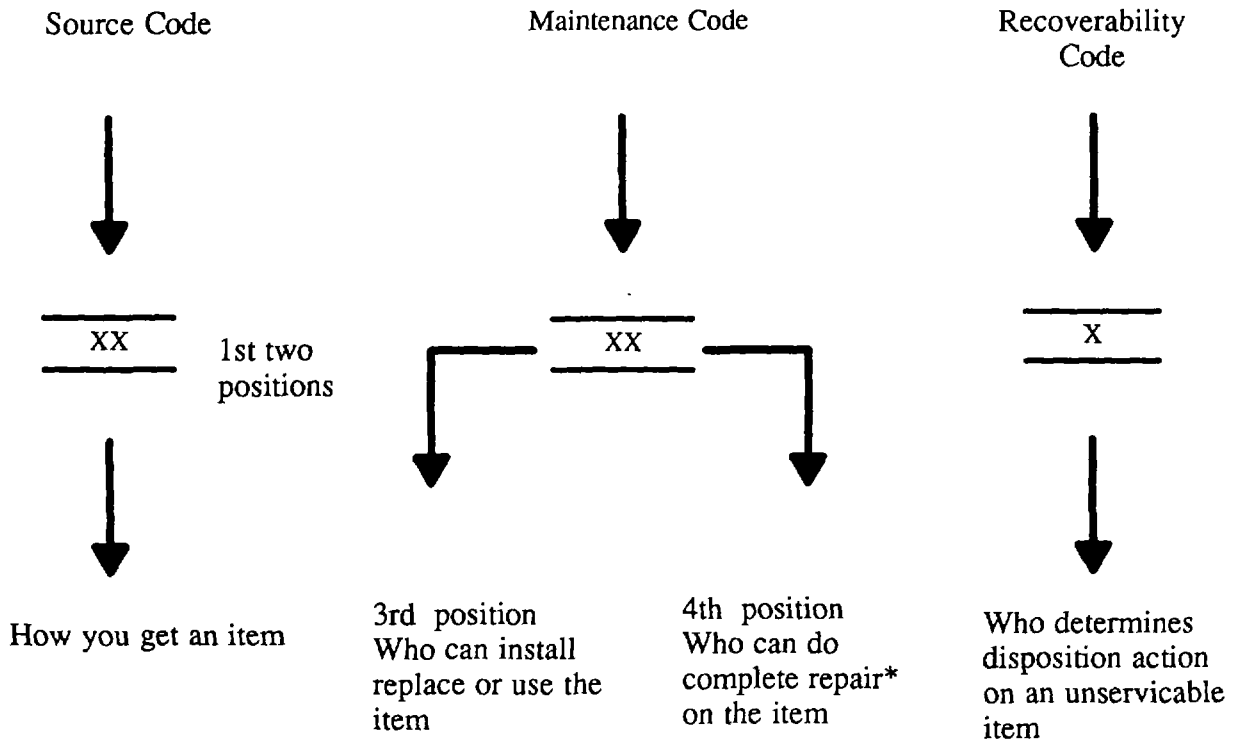 Source Code
Maintenance Code
Recoverability
Code
XX
1st two
positions
XX
X
How you get an item
3rd position
Who can install
replace or use the
item
4th position
Who can do
complete repair*
on the item
Who determines
disposition action
on an unservicable
item